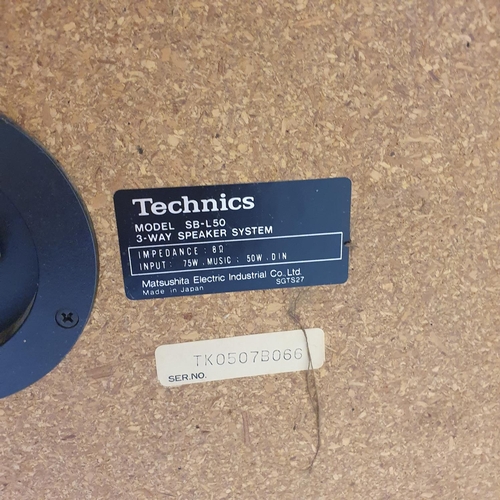 Technics
MODEL SB-L50
3-WAY SPEAKER SYSTEM
IMPEDANCE : 8Ω
INPUT : 75W . MUSIC : 50W . DIN
Matsushita Electric Industrial Co., Ltd.
Made in Japan SGTS27
TK0507B066
SER.NO.